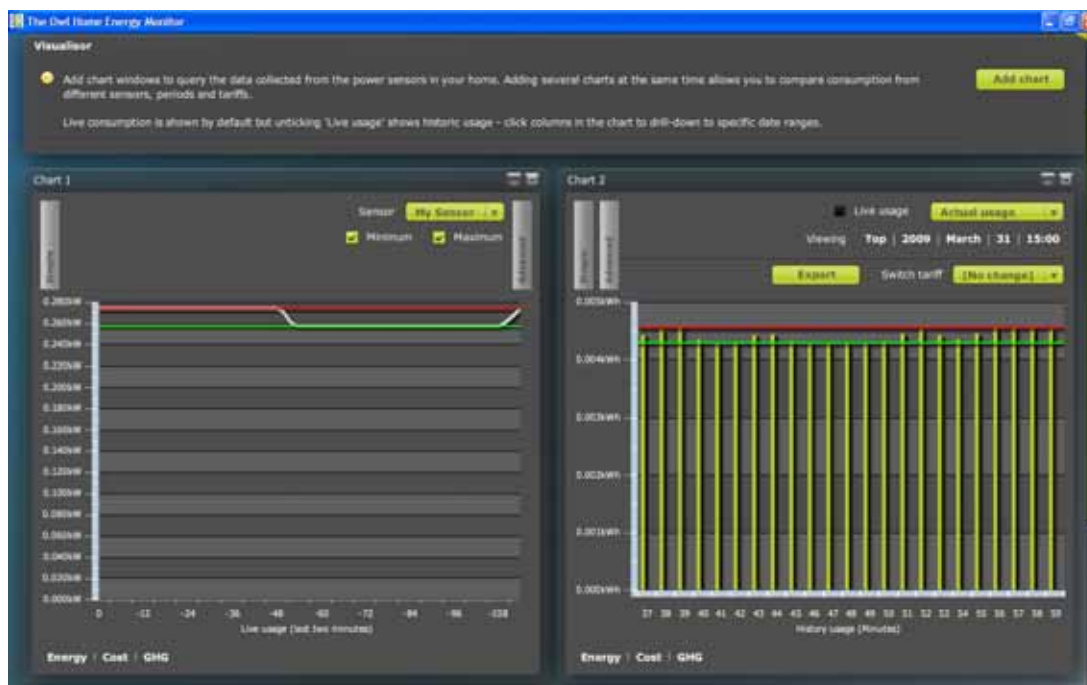 The Owl Home Energy Monitor
Visualisor
Add chart windows to query the data collected from the power sensors in your home. Adding several charts at the same time allows you to compare consumption from
different sensors, periods and tariffs.
Add chart
Live consumption is shown by default but unticking 'Live usage' shows historic usage - click columns in the chart to drill-down to specific date ranges.
Chart 1
Sensor My Sensor
Minimum Maximum
Simple
Advanced
0.280kW
0.260kW
0.240kW
0.220kW
0.200kW
0.180kW
0.160kW
0.140kW
0.120kW
0.100kW
0.080kW
0.060kW
0.040kW
0.020kW
0.000kW
0 -12 -24 -36 -48 -60 -72 -84 -96 -108
Live usage (last two minutes)
Energy | Cost | GHG
Chart 2
Live usage Actual usage
Viewing Top | 2009 | March | 31 | 15:00
Simple
Advanced
Export Switch tariff [No change]
0.005kWh
0.004kWh
0.003kWh
0.002kWh
0.001kWh
0.000kWh
37 38 39 40 41 42 43 44 45 46 47 48 49 50 51 52 53 54 55 56 57 58 59
History usage (Minutes)
Energy | Cost | GHG